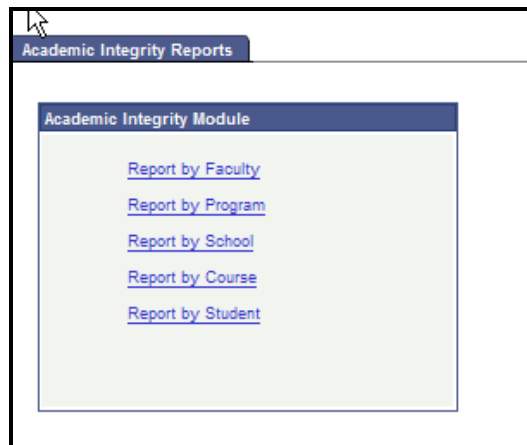 Academic Integrity Reports
Academic Integrity Module
Report by Faculty
Report by Program
Report by School
Report by Course
Report by Student